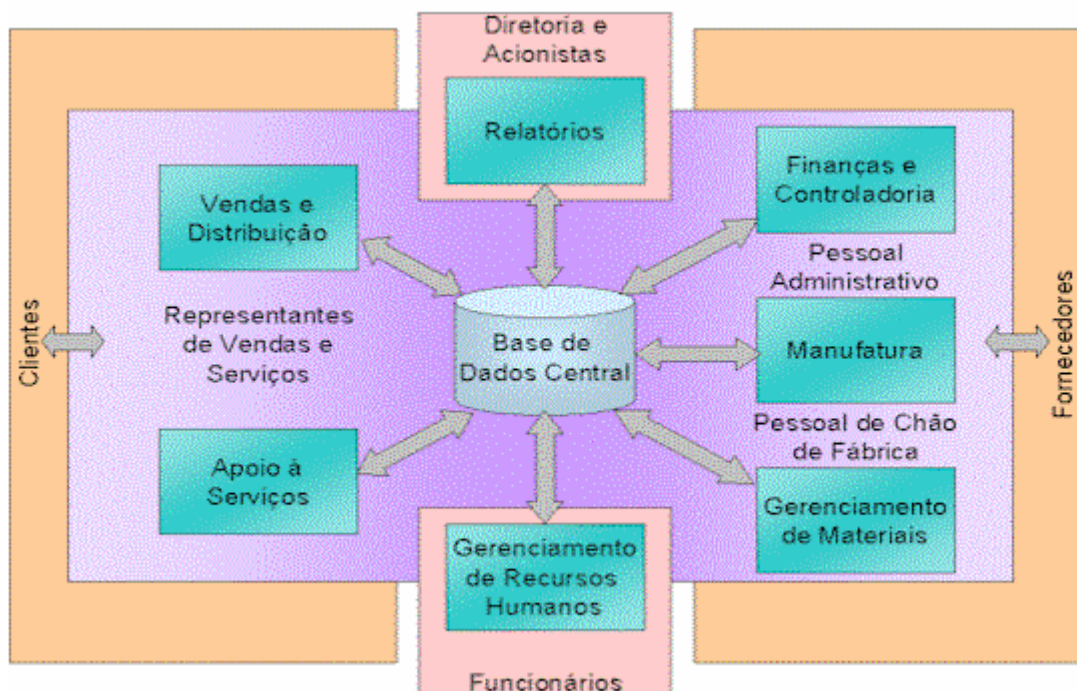 Diretoria e
Acionistas
Relatórios
Vendas e
Distribuição
Finanças e
Controladoria
Pessoal
Administrativo
Clientes
Representantes
de Vendas e
Serviços
Base de
Dados Central
Manufatura
Fornecedores
Pessoal de Chão
de Fábrica
Apoio à
Serviços
Gerenciamento
de Materiais
Gerenciamento
de Recursos
Humanos
Funcionários